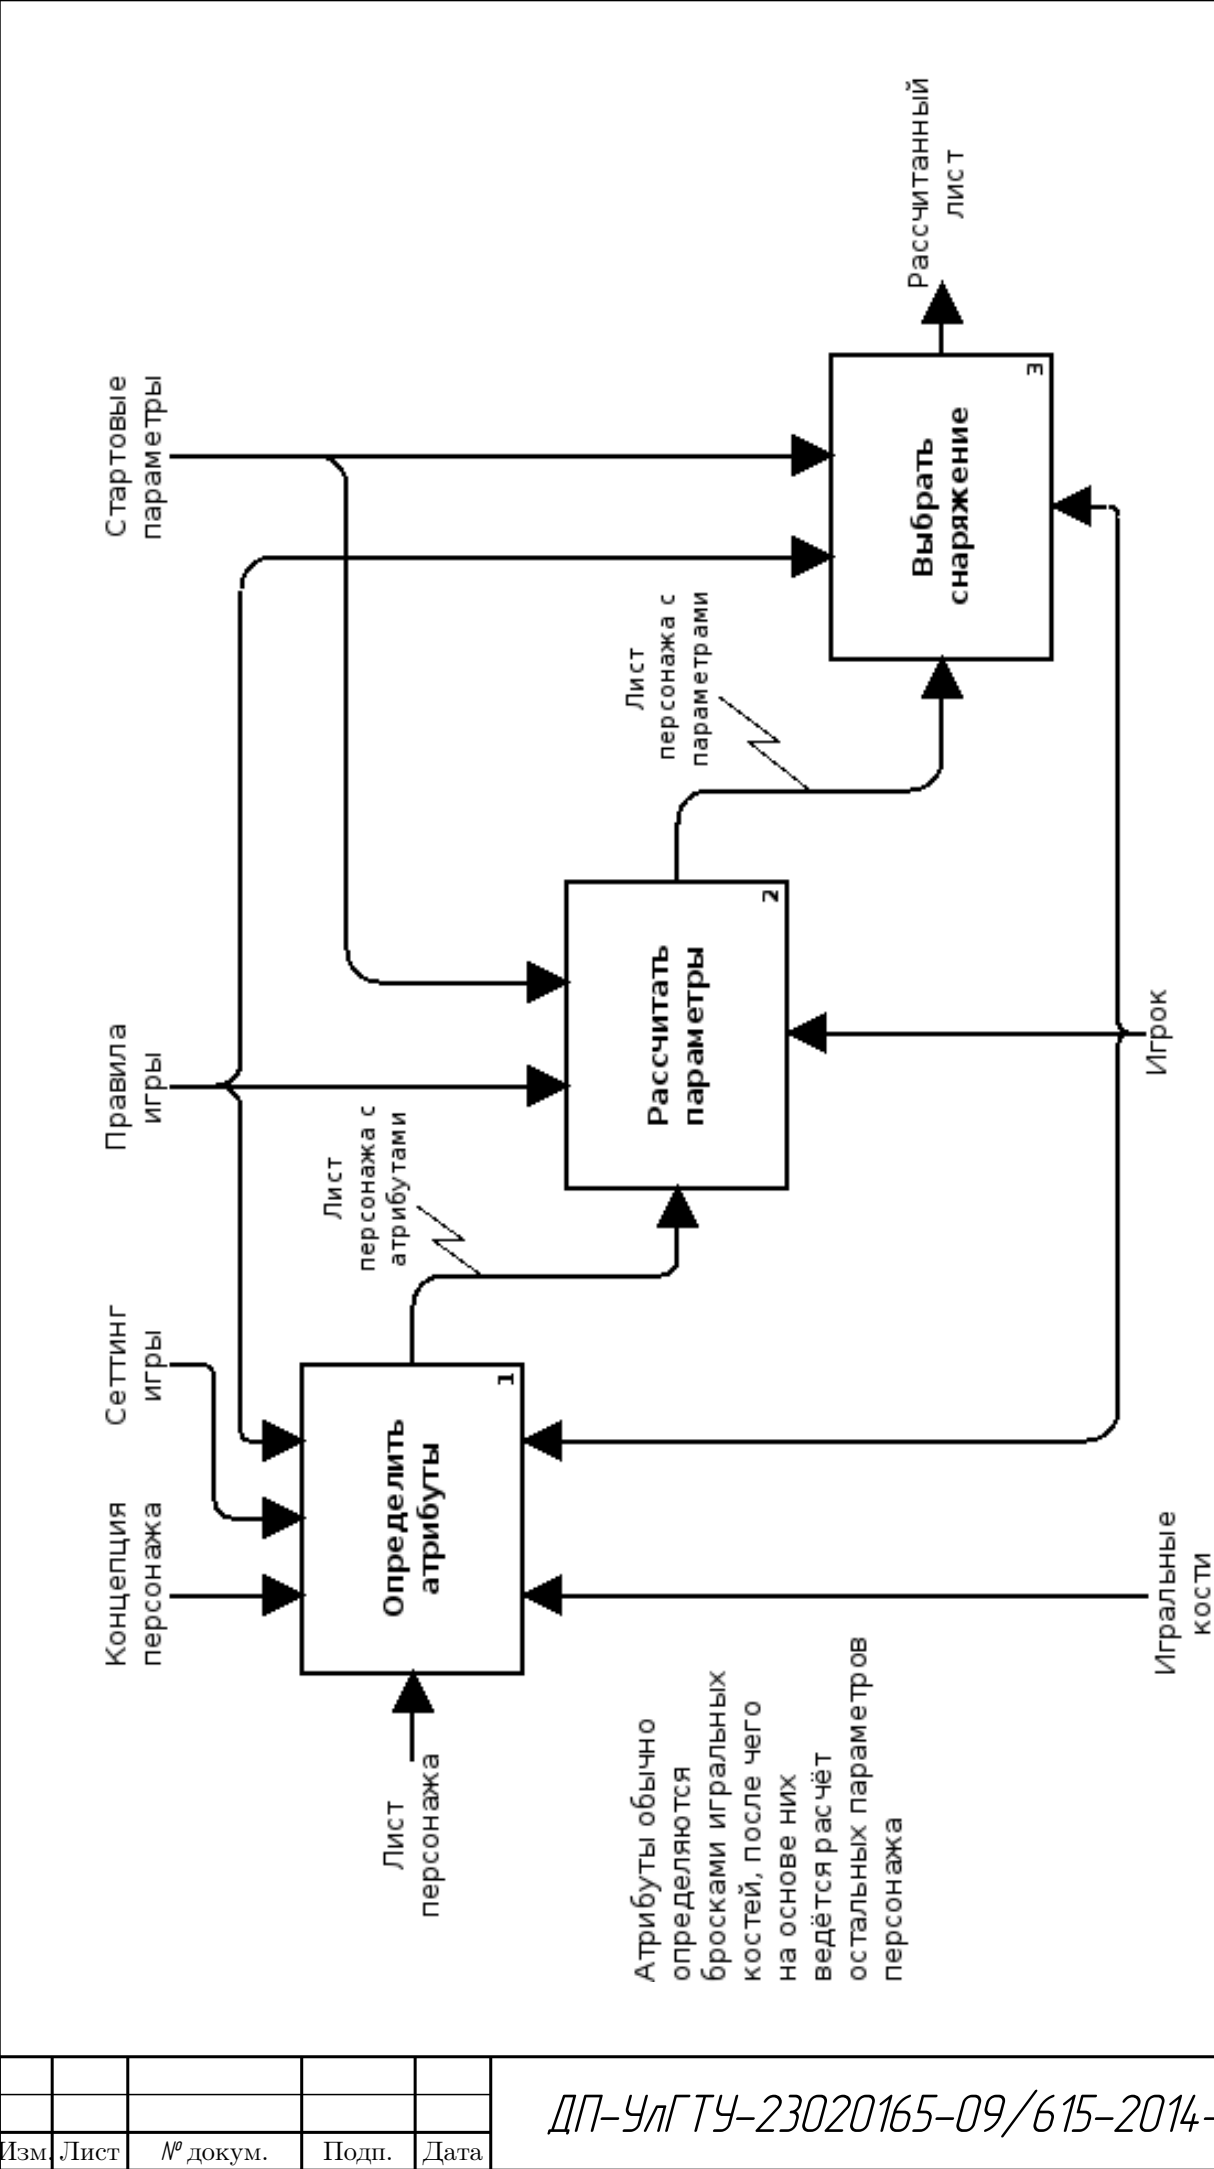 Концепция
персонажа
Сеттинг
игры
Правила
игры
Стартовые
параметры
Лист
персонажа
Определить
атрибуты
1
Лист
персонажа с
атрибутами
Рассчитать
параметры
2
Лист
персонажа с
параметрами
Выбрать
снаряжение
3
Рассчитанный
лист
Атрибуты обычно
определяются
бросками игральных
костей, после чего
на основе них
ведётся расчёт
остальных параметров
персонажа
Игральные
кости
Игрок
ДП-УлГТУ-23020165-09/615-2014-
Изм. Лист № докум. Подп. Дата